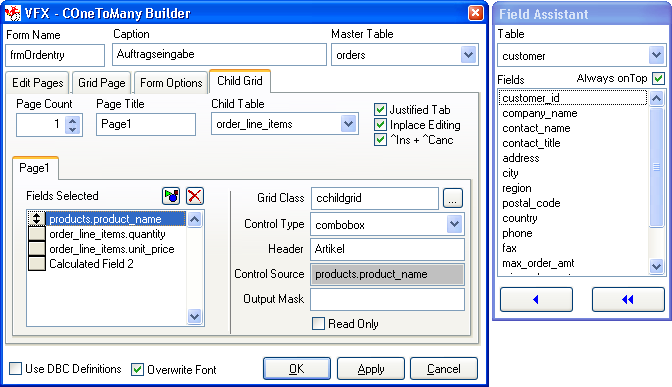 VFX - COneToMany Builder
Form Name
Caption
Master Table
frmOrdentry
Auftragseingabe
orders
Edit Pages
Grid Page
Form Options
Child Grid
Page Count
Page Title
Child Table
1
Page1
order_line_items
Justified Tab
Inplace Editing
^Ins + ^Canc
Page1
Fields Selected
products.product_name
order_line_items.quantity
order_line_items.unit_price
Calculated Field 2
Grid Class
cchildgrid
...
Control Type
combobox
Header
Artikel
Control Source
products.product_name
Output Mask
Read Only
Use DBC Definitions
Overwrite Font
OK
Apply
Cancel
Field Assistant
Table
customer
Fields
Always onTop
customer_id
company_name
contact_name
contact_title
address
city
region
postal_code
country
phone
fax
max_order_amt